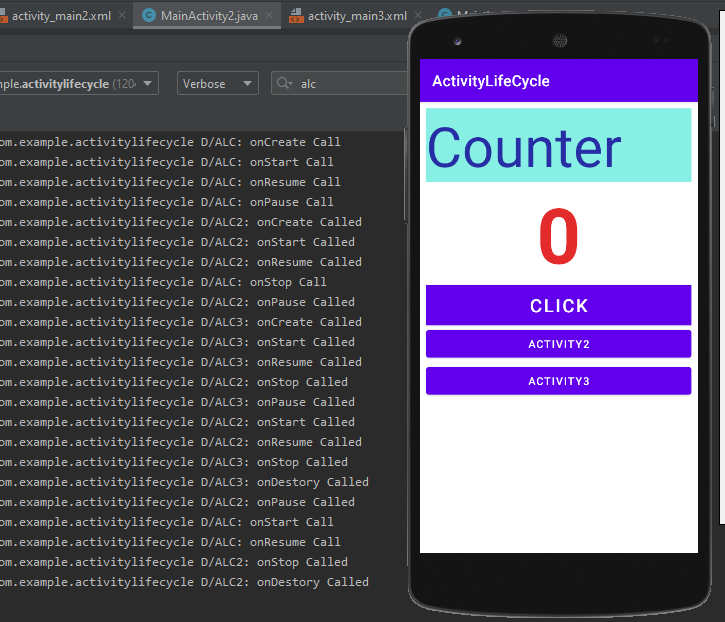 activity_main2.xml
MainActivity2.java
activity_main3.xml
mple.activitylifecycle (120
Verbose
alc
om.example.activitylifecycle D/ALC: onCreate Call
om.example.activitylifecycle D/ALC: onStart Call
om.example.activitylifecycle D/ALC: onResume Call
om.example.activitylifecycle D/ALC: onPause Call
om.example.activitylifecycle D/ALC2: onCreate Called
om.example.activitylifecycle D/ALC2: onStart Called
om.example.activitylifecycle D/ALC2: onResume Called
om.example.activitylifecycle D/ALC: onStop Call
om.example.activitylifecycle D/ALC2: onPause Called
om.example.activitylifecycle D/ALC3: onCreate Called
om.example.activitylifecycle D/ALC3: onStart Called
om.example.activitylifecycle D/ALC3: onResume Called
om.example.activitylifecycle D/ALC2: onStop Called
om.example.activitylifecycle D/ALC3: onPause Called
om.example.activitylifecycle D/ALC2: onStart Called
om.example.activitylifecycle D/ALC2: onResume Called
om.example.activitylifecycle D/ALC3: onStop Called
om.example.activitylifecycle D/ALC3: onDestory Called
om.example.activitylifecycle D/ALC2: onPause Called
om.example.activitylifecycle D/ALC: onStart Call
om.example.activitylifecycle D/ALC: onResume Call
om.example.activitylifecycle D/ALC2: onStop Called
om.example.activitylifecycle D/ALC2: onDestory Called
ActivityLifeCycle
Counter
0
CLICK
ACTIVITY2
ACTIVITY3